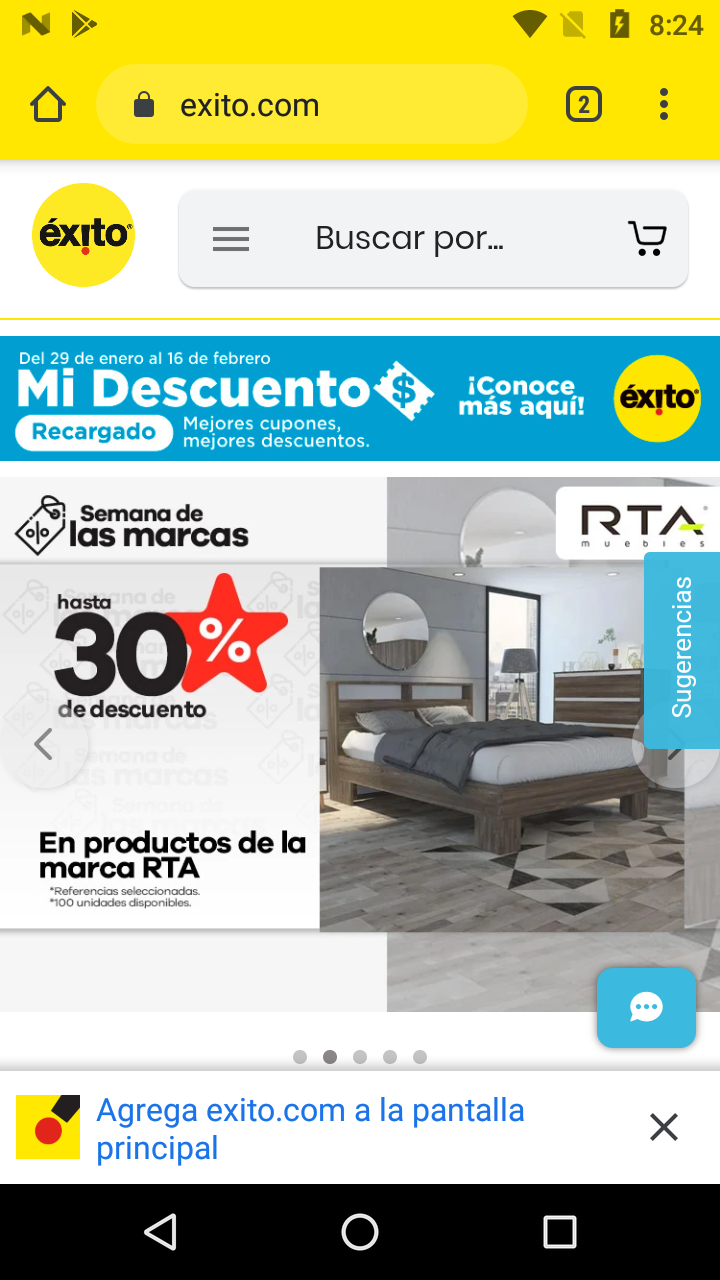 8:24
exito.com
2
éxito
Buscar por...
Del 29 de enero al 16 de febrero
Mi Descuento
Recargado
Mejores cupones,
mejores descuentos.
$
¡Conoce
más aquí!
éxito
Semana de
las marcas
RTA
muebles
hasta
30%
de descuento
Sugerencias
En productos de la
marca RTA
*Referencias seleccionadas.
*100 unidades disponibles.
Agrega exito.com a la pantalla
principal